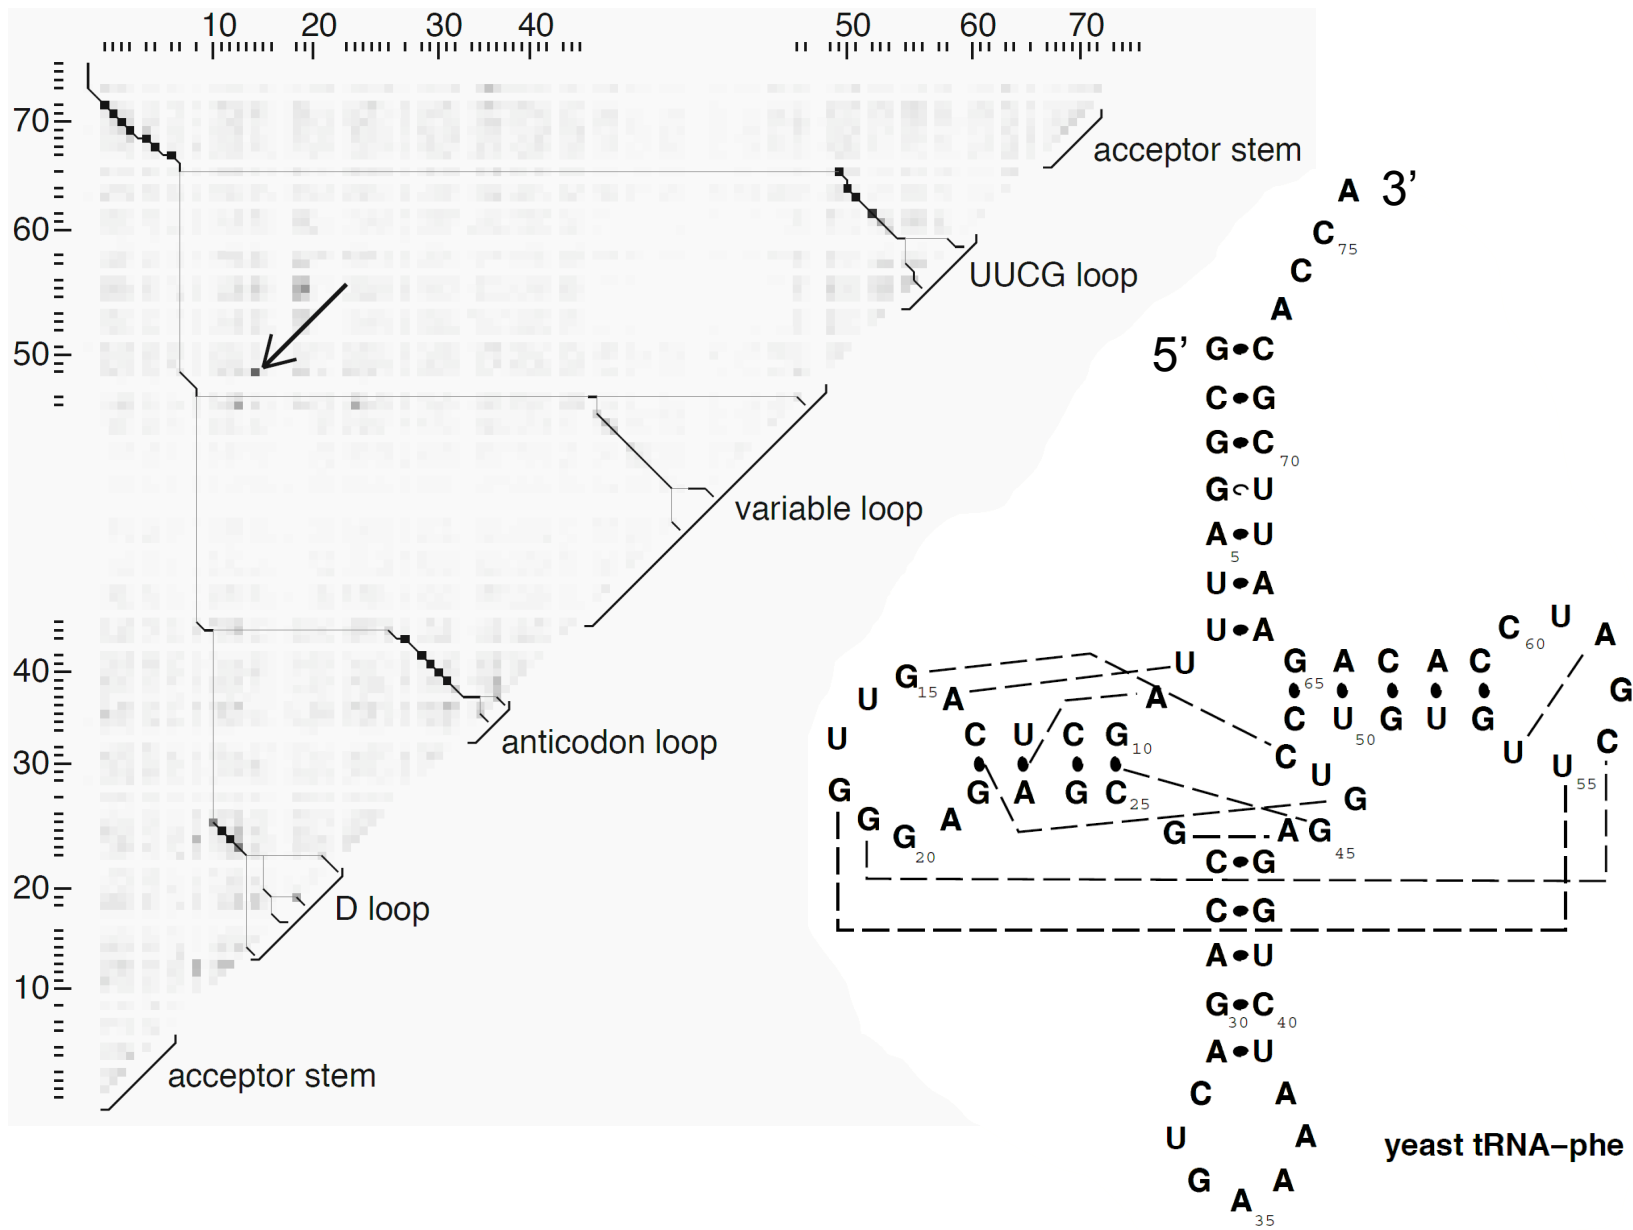 10 20 30 40 50 60 70
70
acceptor stem
60
UUCG loop
50
variable loop
40
anticodon loop
30
20
D loop
10
acceptor stem
A 3’
C
75
C
A
5’ G C
C G
G C
70
G U
A U
5
U A
U A
U
G A C A C
65
C U G U G
50
C
60
U
A
G
C
U
U
55
G
15
A
U
U
G
G
G
20
A
A
C U C G
10
G A G C
25
C
U
G
G A G
45
C G
C G
A U
G C
30 40
A U
C A
U A
G A
A
35
yeast tRNA–phe